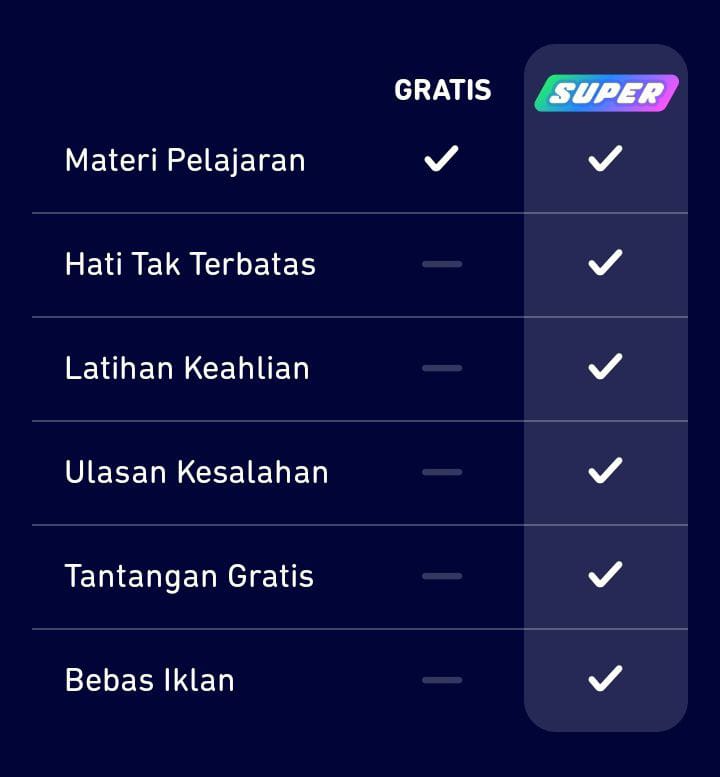 GRATIS SUPER
Materi Pelajaran
Hati Tak Terbatas
Latihan Keahlian
Ulasan Kesalahan
Tantangan Gratis
Bebas Iklan